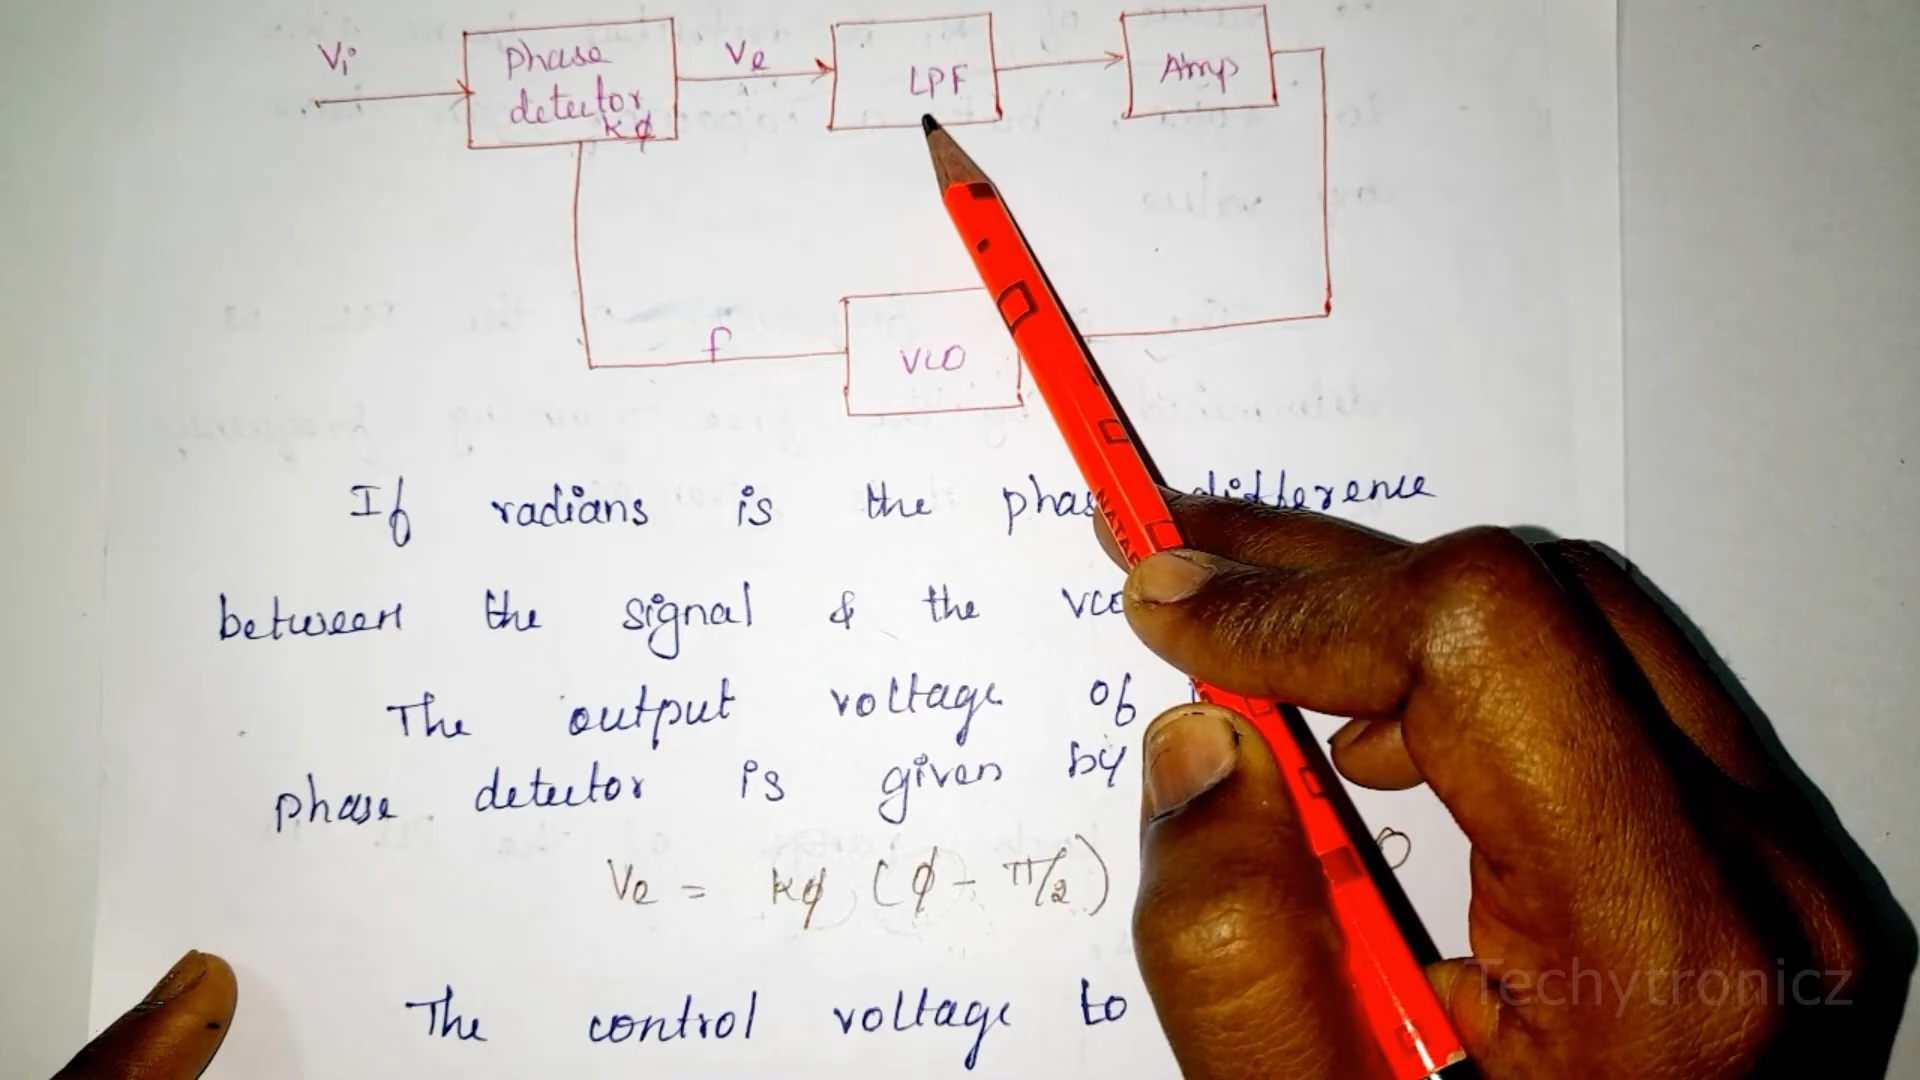 Vi
phase
detector
kϕ
Ve
LPF
Amp
f
VCO
If radians is the phase difference
between the signal & the VCO
The output voltage of
phase detector is given by
Ve = kϕ (ϕ - π/2)
The control voltage to
Techytronicz